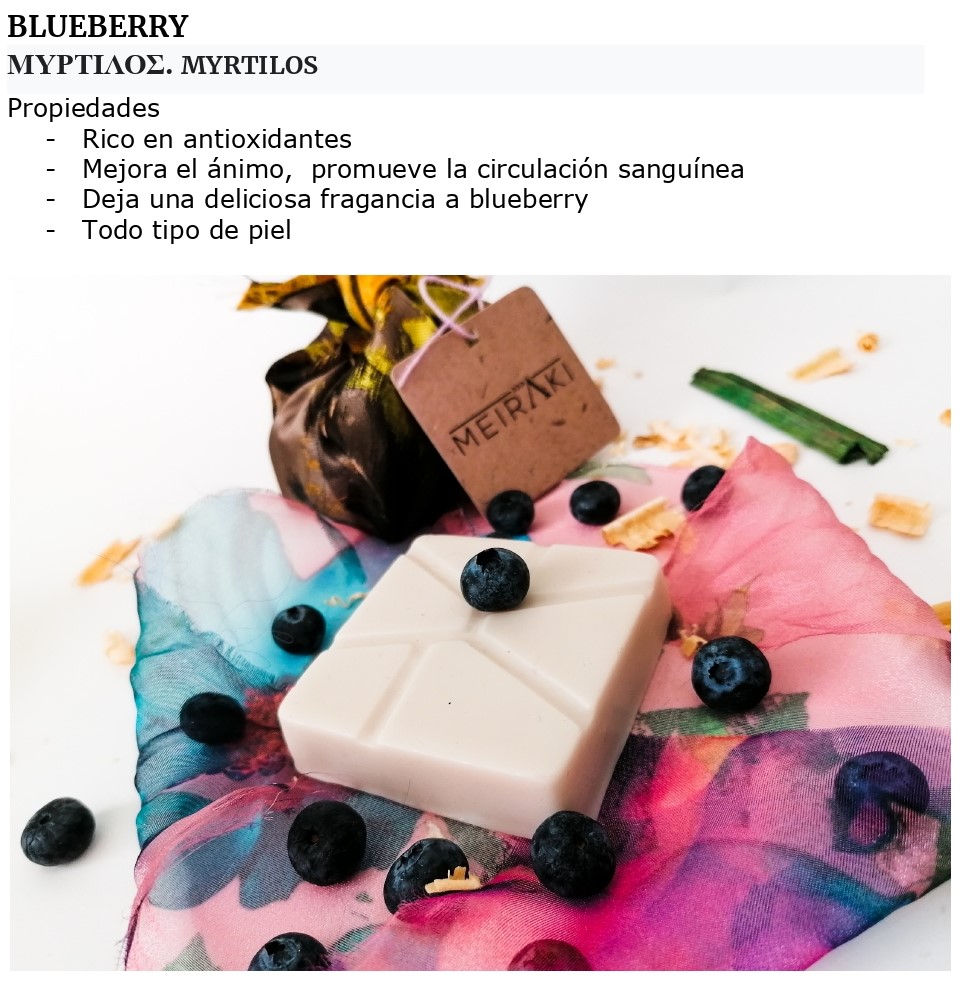 BLUEBERRY
ΜΥΡΤΙΛΟΣ. MYRTILOS
Propiedades
- Rico en antioxidantes
- Mejora el ánimo,  promueve la circulación sanguínea
- Deja una deliciosa fragancia a blueberry
- Todo tipo de piel
MEIRΛKI